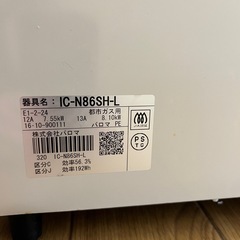 器具名: IC-N86SH-L
E1-2-24 都市ガス用
12A 7.55kW 13A 8.10kW
16·10-900111 パロマ PE
株式会社パロマ
320 IC-N86SH-L
区分C 効率56.3%
区分J 効率192Wh
PS
TG